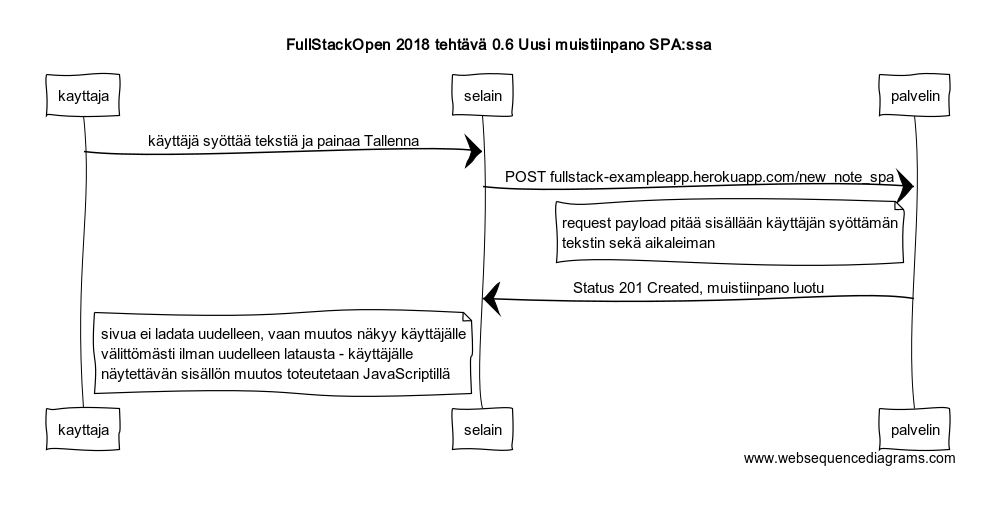 FullStackOpen 2018 tehtävä 0.6 Uusi muistiinpano SPA:ssa
kayttaja
selain
palvelin
käyttäjä syöttää tekstiä ja painaa Tallenna
POST fullstack-exampleapp.herokuapp.com/new_note_spa
request payload pitää sisällään käyttäjän syöttämän
tekstin sekä aikaleiman
Status 201 Created, muistiinpano luotu
sivua ei ladata uudelleen, vaan muutos näkyy käyttäjälle
välittömästi ilman uudelleen latausta - käyttäjälle
näytettävän sisällön muutos toteutetaan JavaScriptillä
kayttaja
selain
palvelin
www.websequencediagrams.com